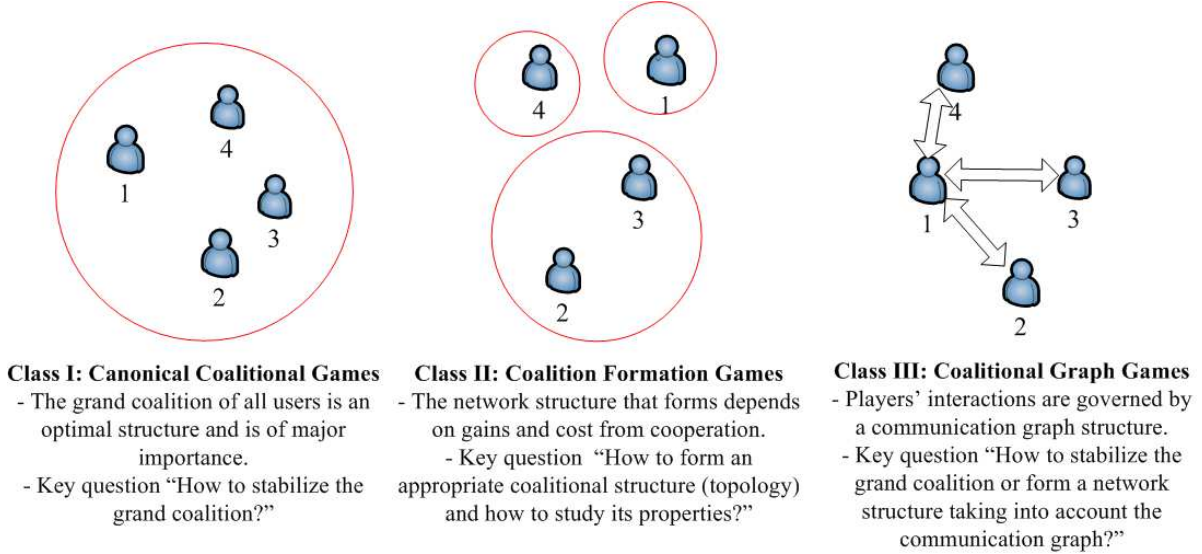 4
1
3
2
Class I: Canonical Coalitional Games
- The grand coalition of all users is an
optimal structure and is of major
importance.
- Key question “How to stabilize the
grand coalition?”
4
1
3
2
Class II: Coalition Formation Games
- The network structure that forms depends
on gains and cost from cooperation.
- Key question “How to form an
appropriate coalitional structure (topology)
and how to study its properties?”
4
1
3
2
Class III: Coalitional Graph Games
- Players’ interactions are governed by
a communication graph structure.
- Key question “How to stabilize the
grand coalition or form a network
structure taking into account the
communication graph?”